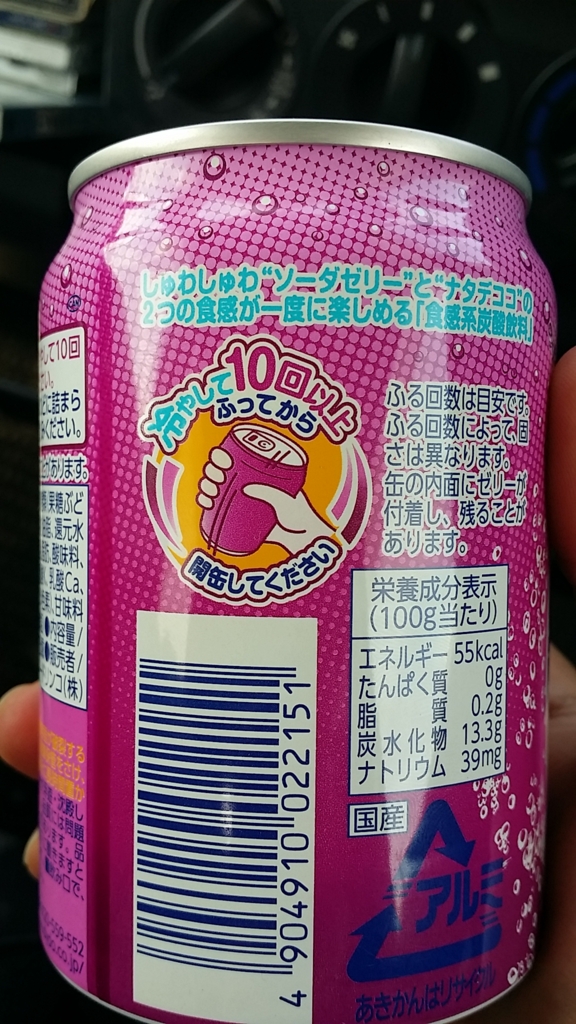 しゅわしゅわ“ソーダゼリー”と“ナタデココ”の
2つの食感が一度に楽しめる「食感系炭酸飲料」
冷やして10回以上
ふってから
開缶してください
ふる回数は目安です。
ふる回数によって、固
さは異なります。
缶の内面にゼリーが
付着し、残ることが
あります。
栄養成分表示
(100g当たり)
エネルギー 55kcal
たんぱく質 0g
脂質 0.2g
炭水化物 13.3g
ナトリウム 39mg
国産
アルミ
あきかんはリサイクル
4 904910 022151
して10回
さい。
に詰まら
ください。
があります。
果糖ぶど
還元水
酸味料、
乳酸Ca、
甘味料
●内容量/
●販売者/
リンコ(株)